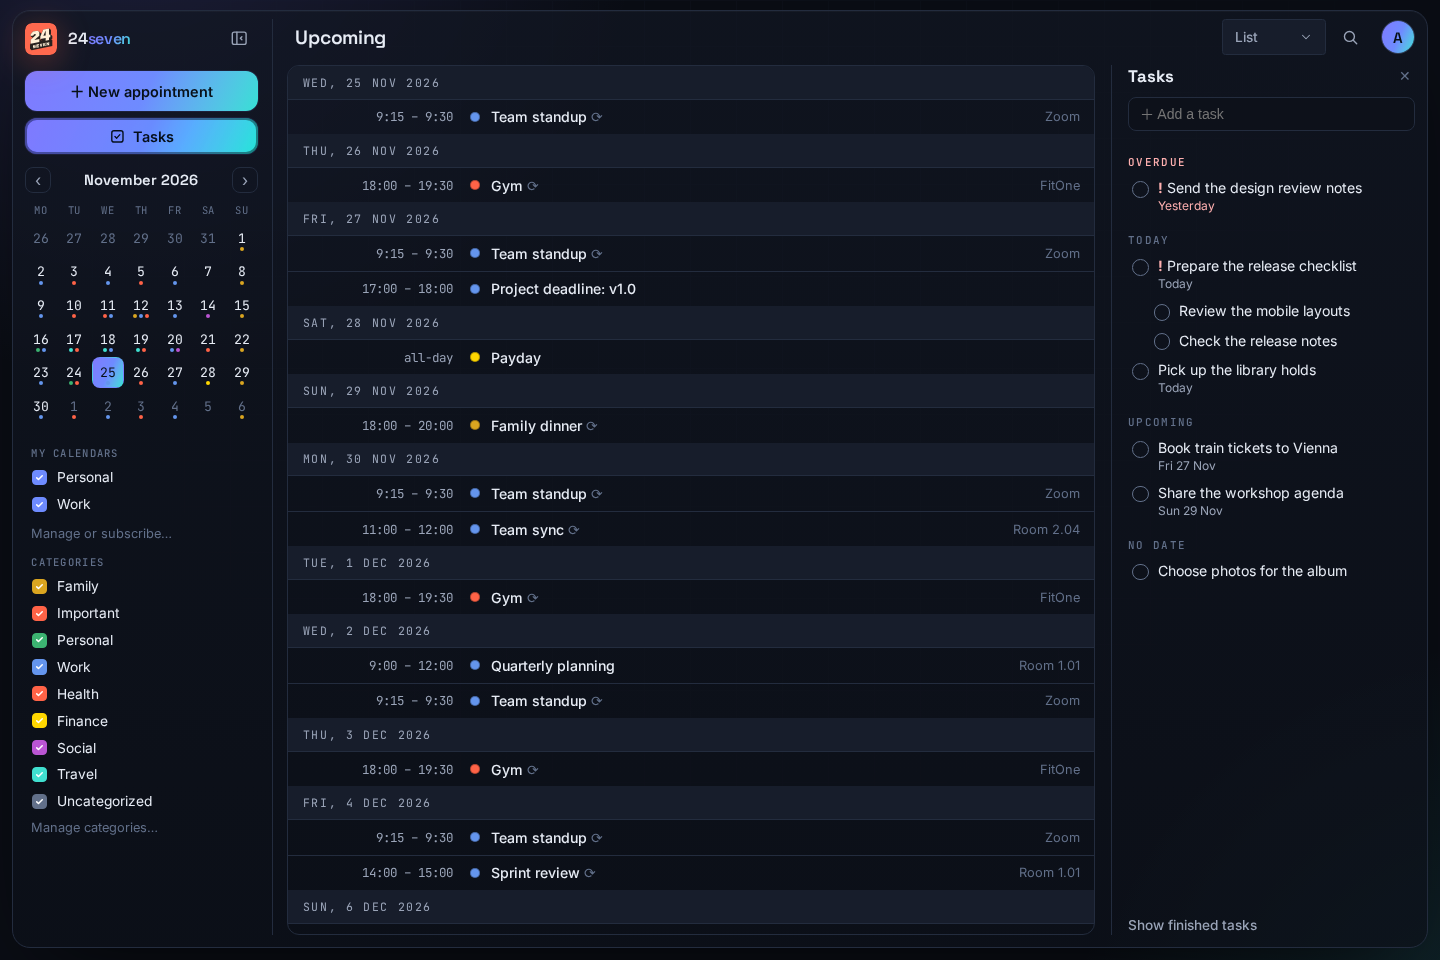 24 SEVEN
24seven
+ New appointment
Tasks
‹ November 2026 ›
MO TU WE TH FR SA SU
26 27 28 29 30 31 1
2 3 4 5 6 7 8
9 10 11 12 13 14 15
16 17 18 19 20 21 22
23 24 25 26 27 28 29
30 1 2 3 4 5 6
MY CALENDARS
Personal
Work
Manage or subscribe...
CATEGORIES
Family
Important
Personal
Work
Health
Finance
Social
Travel
Uncategorized
Manage categories...
Upcoming
List
A
WED, 25 NOV 2026
9:15 – 9:30 Team standup ⟳ Zoom
THU, 26 NOV 2026
18:00 – 19:30 Gym ⟳ FitOne
FRI, 27 NOV 2026
9:15 – 9:30 Team standup ⟳ Zoom
17:00 – 18:00 Project deadline: v1.0
SAT, 28 NOV 2026
all-day Payday
SUN, 29 NOV 2026
18:00 – 20:00 Family dinner ⟳
MON, 30 NOV 2026
9:15 – 9:30 Team standup ⟳ Zoom
11:00 – 12:00 Team sync ⟳ Room 2.04
TUE, 1 DEC 2026
18:00 – 19:30 Gym ⟳ FitOne
WED, 2 DEC 2026
9:00 – 12:00 Quarterly planning Room 1.01
9:15 – 9:30 Team standup ⟳ Zoom
THU, 3 DEC 2026
18:00 – 19:30 Gym ⟳ FitOne
FRI, 4 DEC 2026
9:15 – 9:30 Team standup ⟳ Zoom
14:00 – 15:00 Sprint review ⟳ Room 1.01
SUN, 6 DEC 2026
Tasks ×
+ Add a task
OVERDUE
! Send the design review notes
Yesterday
TODAY
! Prepare the release checklist
Today
Review the mobile layouts
Check the release notes
Pick up the library holds
Today
UPCOMING
Book train tickets to Vienna
Fri 27 Nov
Share the workshop agenda
Sun 29 Nov
NO DATE
Choose photos for the album
Show finished tasks